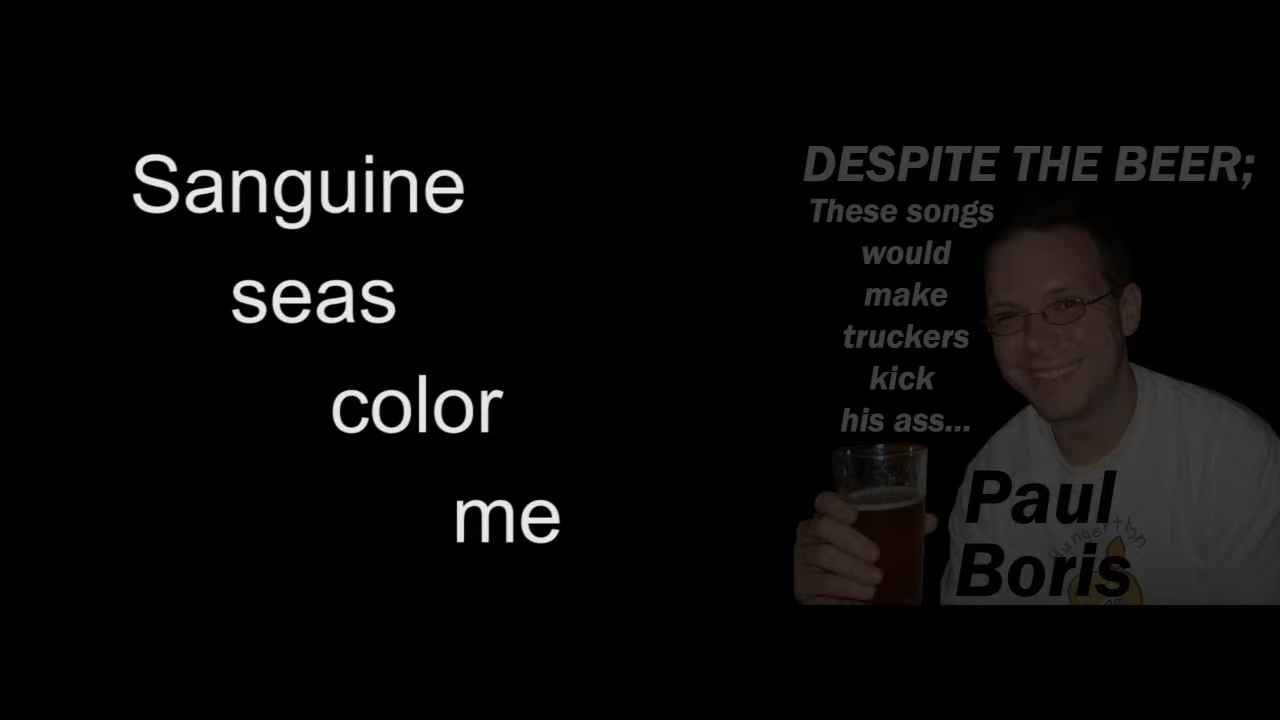 Sanguine
seas
color
me
DESPITE THE BEER;
These songs
would
make
truckers
kick
his ass...
Paul
Boris